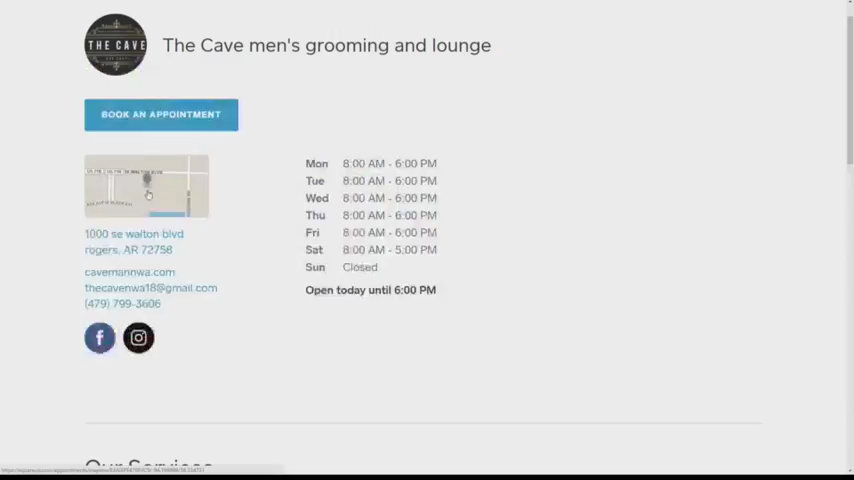 THE CAVE
The Cave men's grooming and lounge
BOOK AN APPOINTMENT
Mon 8:00 AM - 6:00 PM
Tue 8:00 AM - 6:00 PM
Wed 8:00 AM - 6:00 PM
Thu 8:00 AM - 6:00 PM
Fri 8:00 AM - 6:00 PM
Sat 8:00 AM - 5:00 PM
Sun Closed
Open today until 6:00 PM
1000 se walton blvd
rogers, AR 72758
cavemannwa.com
thecavenwa18@gmail.com
(479) 799-3606
Our Services